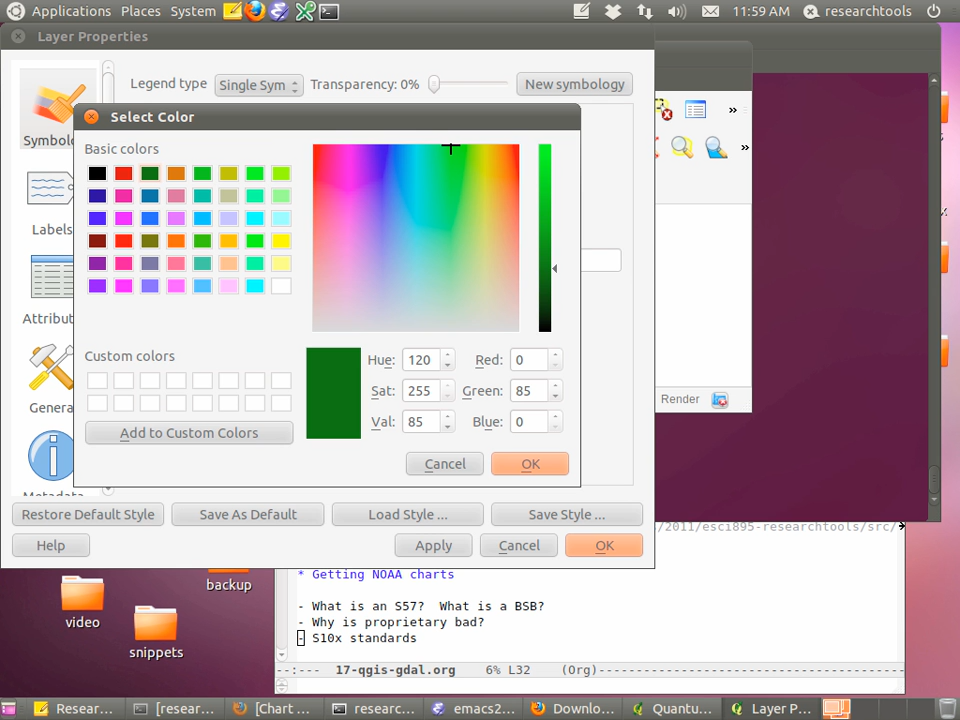 Applications Places System 11:59 AM researchtools
Layer Properties
Legend type Single Sym Transparency: 0% New symbology
Symbol
Labels
Attribut
Genera
Metadata
Select Color
Basic colors
Custom colors
Add to Custom Colors
Hue: 120 Red: 0
Sat: 255 Green: 85
Val: 85 Blue: 0
Cancel OK
» 
»
Render
Restore Default Style Save As Default Load Style ... Save Style ...
Help Apply Cancel OK
/2011/esci895-researchtools/src/
* Getting NOAA charts
- What is an S57? What is a BSB?
- Why is proprietary bad?
- S10x standards
--:--- 17-qgis-gdal.org 6% L32 (Org)
backup
video
snippets
Resear... [resear... [Chart ... researc... emacs2... Downlo... Quantu... Layer P...